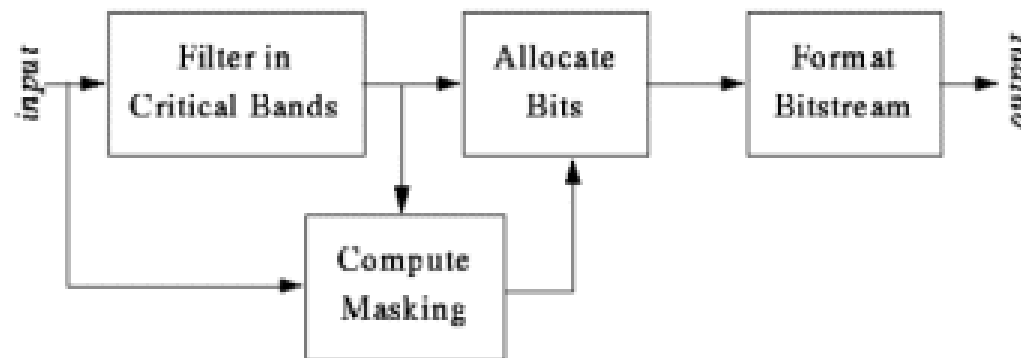 input
Filter in
Critical Bands
Allocate
Bits
Format
Bitstream
output
Compute
Masking